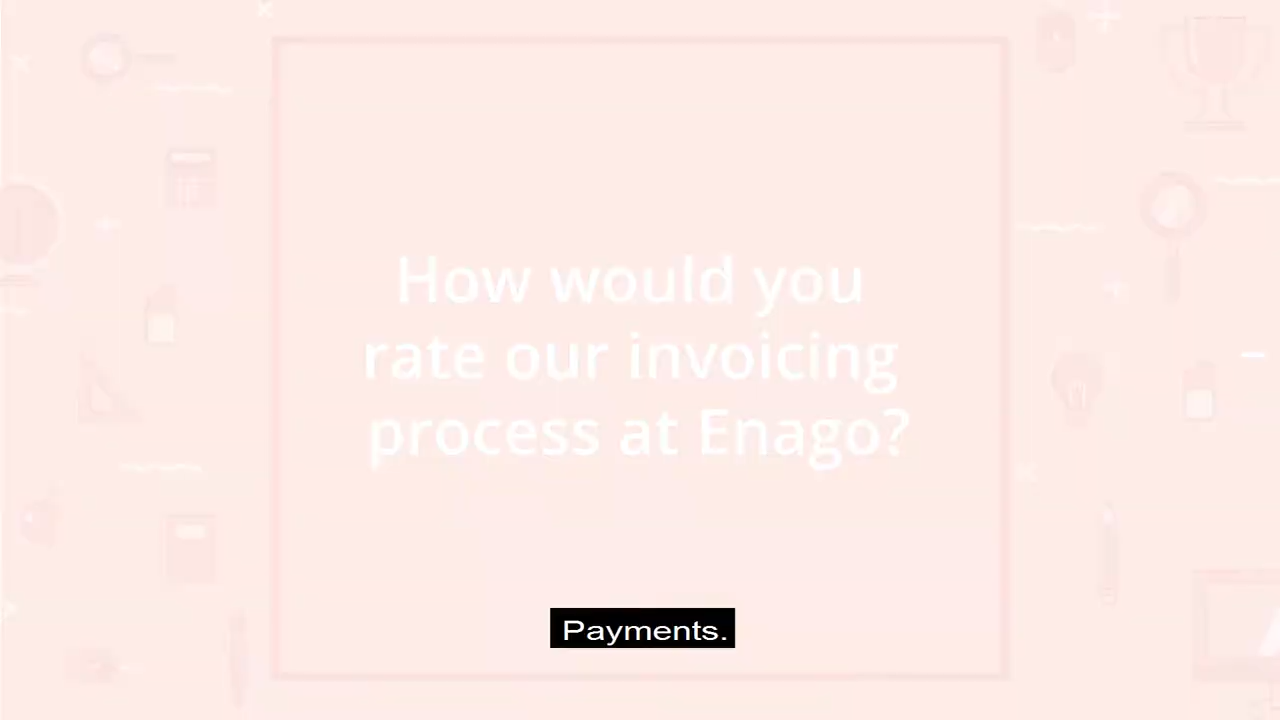 How would you
rate our invoicing
process at Enago?
Payments.